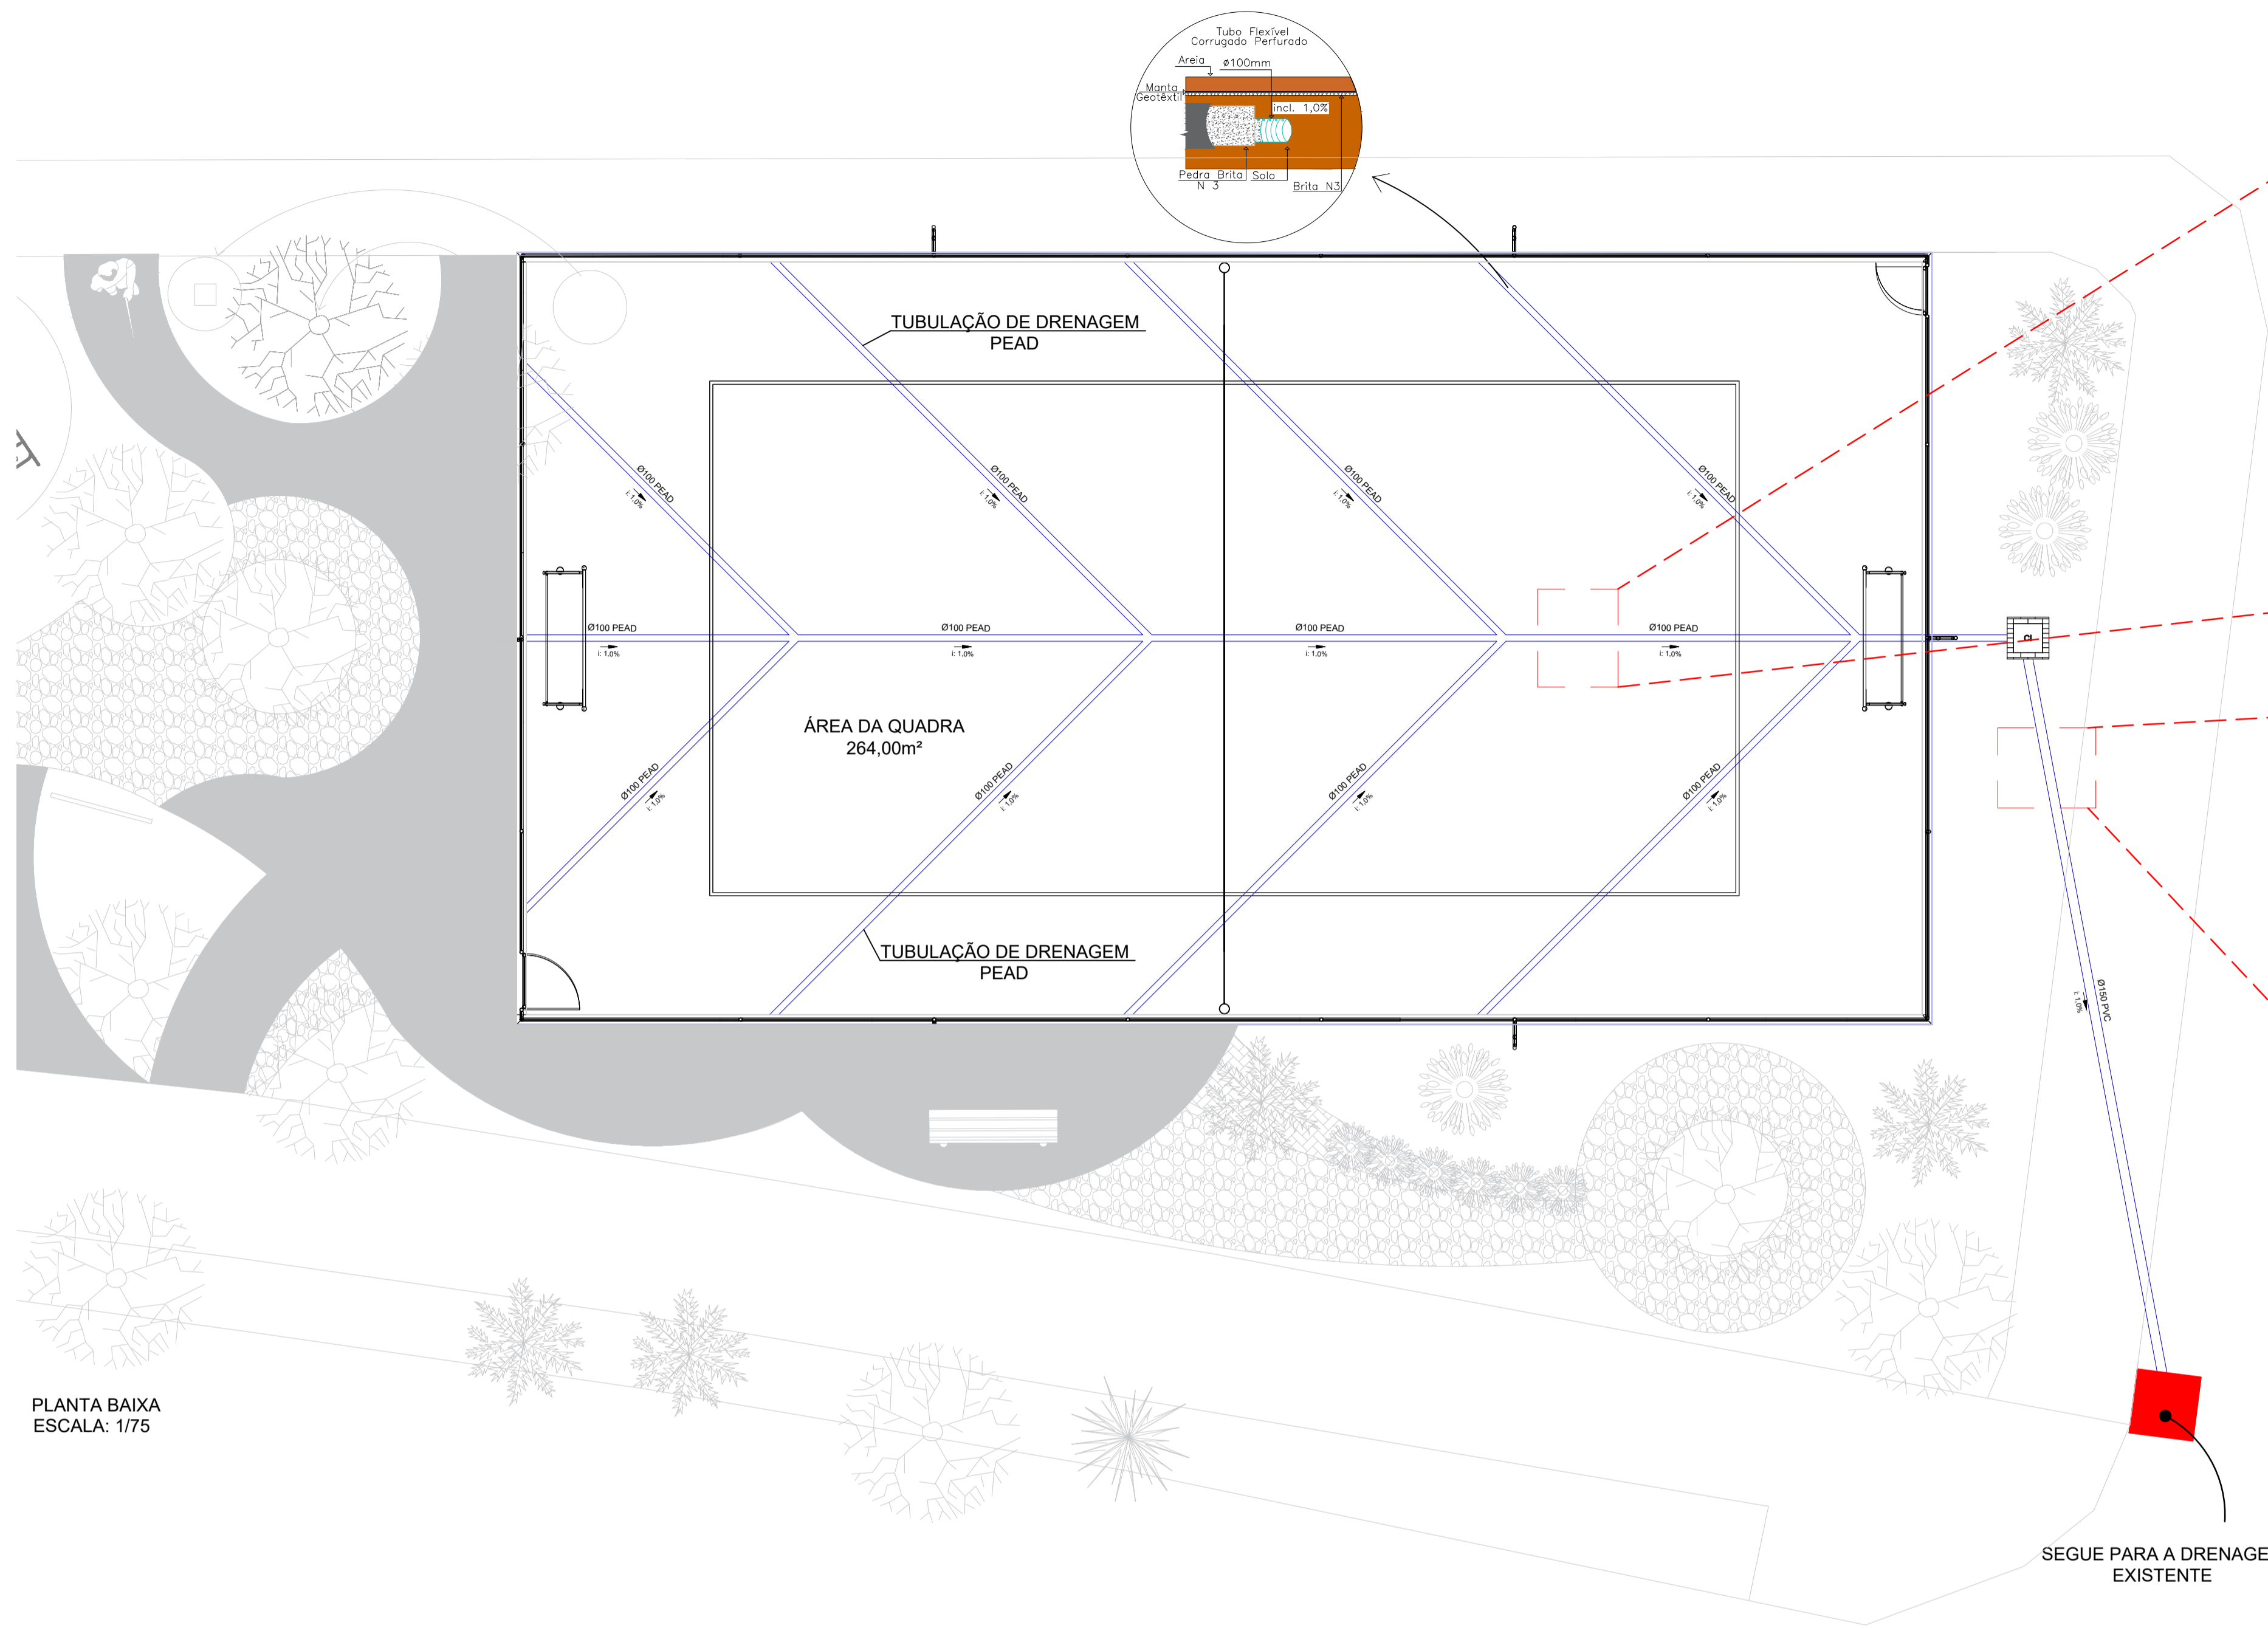 Tubo Flexível
Corrugado Perfurado
Areia
ø100mm
Manta
Geotêxtil
incl. 1,0%
Pedra Brita
N 3
Solo
Brita N3
TUBULAÇÃO DE DRENAGEM
PEAD
Ø100 PEAD
i: 1,0%
Ø100 PEAD
i: 1,0%
Ø100 PEAD
i: 1,0%
Ø100 PEAD
i: 1,0%
Ø100 PEAD
i: 1,0%
Ø100 PEAD
i: 1,0%
Ø100 PEAD
i: 1,0%
Ø100 PEAD
i: 1,0%
CI
ÁREA DA QUADRA
264,00m²
Ø100 PEAD
i: 1,0%
Ø100 PEAD
i: 1,0%
Ø100 PEAD
i: 1,0%
Ø100 PEAD
i: 1,0%
TUBULAÇÃO DE DRENAGEM
PEAD
Ø150 PVC
i: 1,0%
PLANTA BAIXA
ESCALA: 1/75
SEGUE PARA A DRENAGE
EXISTENTE